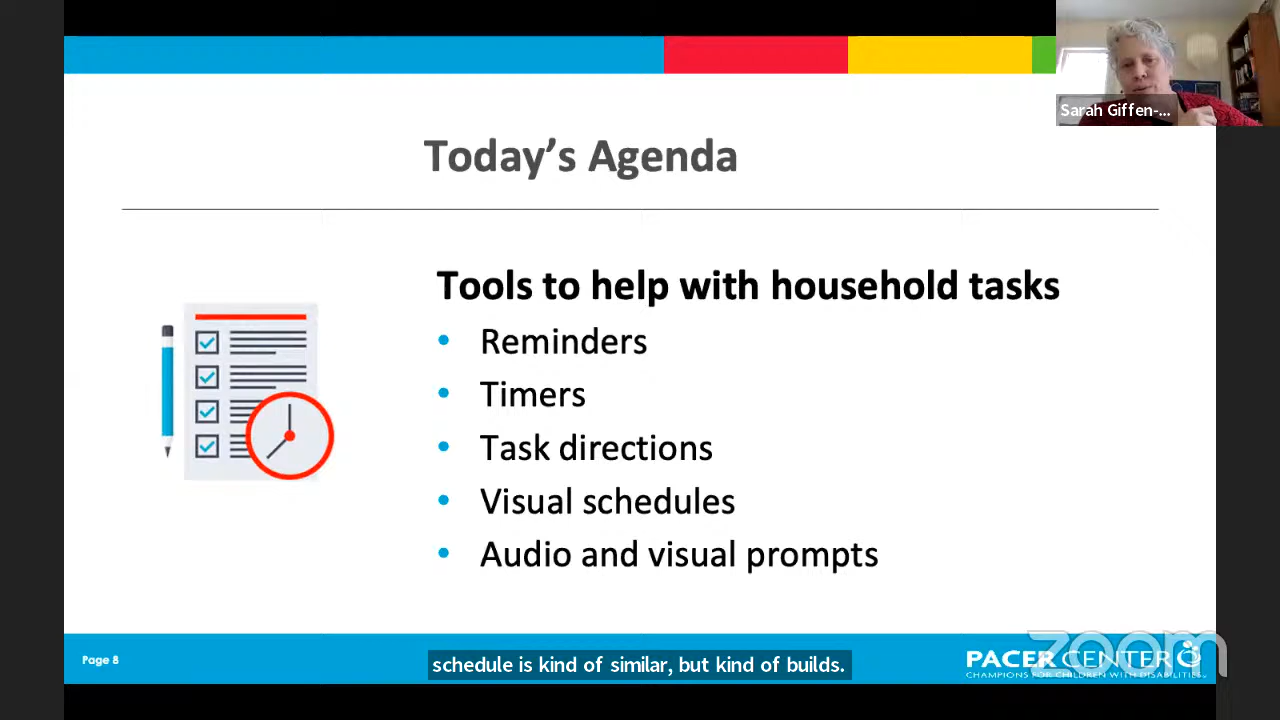 Sarah Giffen-...
Today's Agenda
Tools to help with household tasks
• Reminders
• Timers
• Task directions
• Visual schedules
• Audio and visual prompts
Page 8
schedule is kind of similar, but kind of builds.
zoom
PACER CENTER
CHAMPIONS FOR CHILDREN WITH DISABILITIES